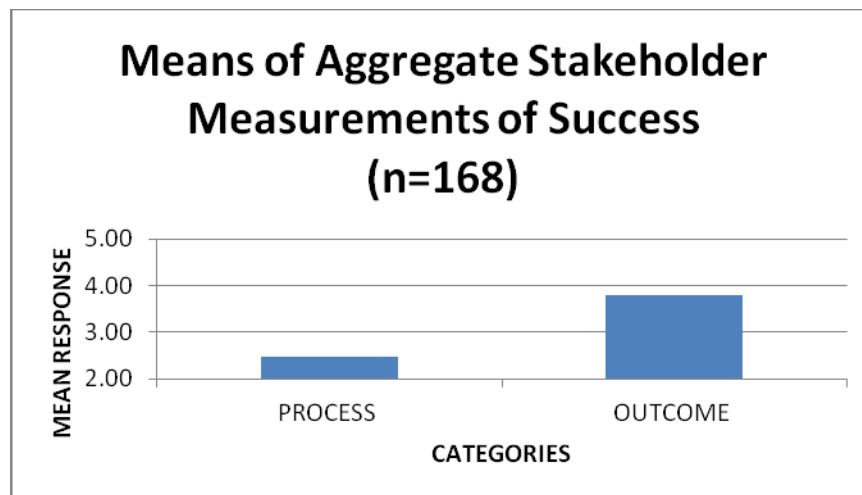 Means of Aggregate Stakeholder
Measurements of Success
(n=168)
MEAN RESPONSE
5.00
4.00
3.00
2.00
PROCESS
OUTCOME
CATEGORIES